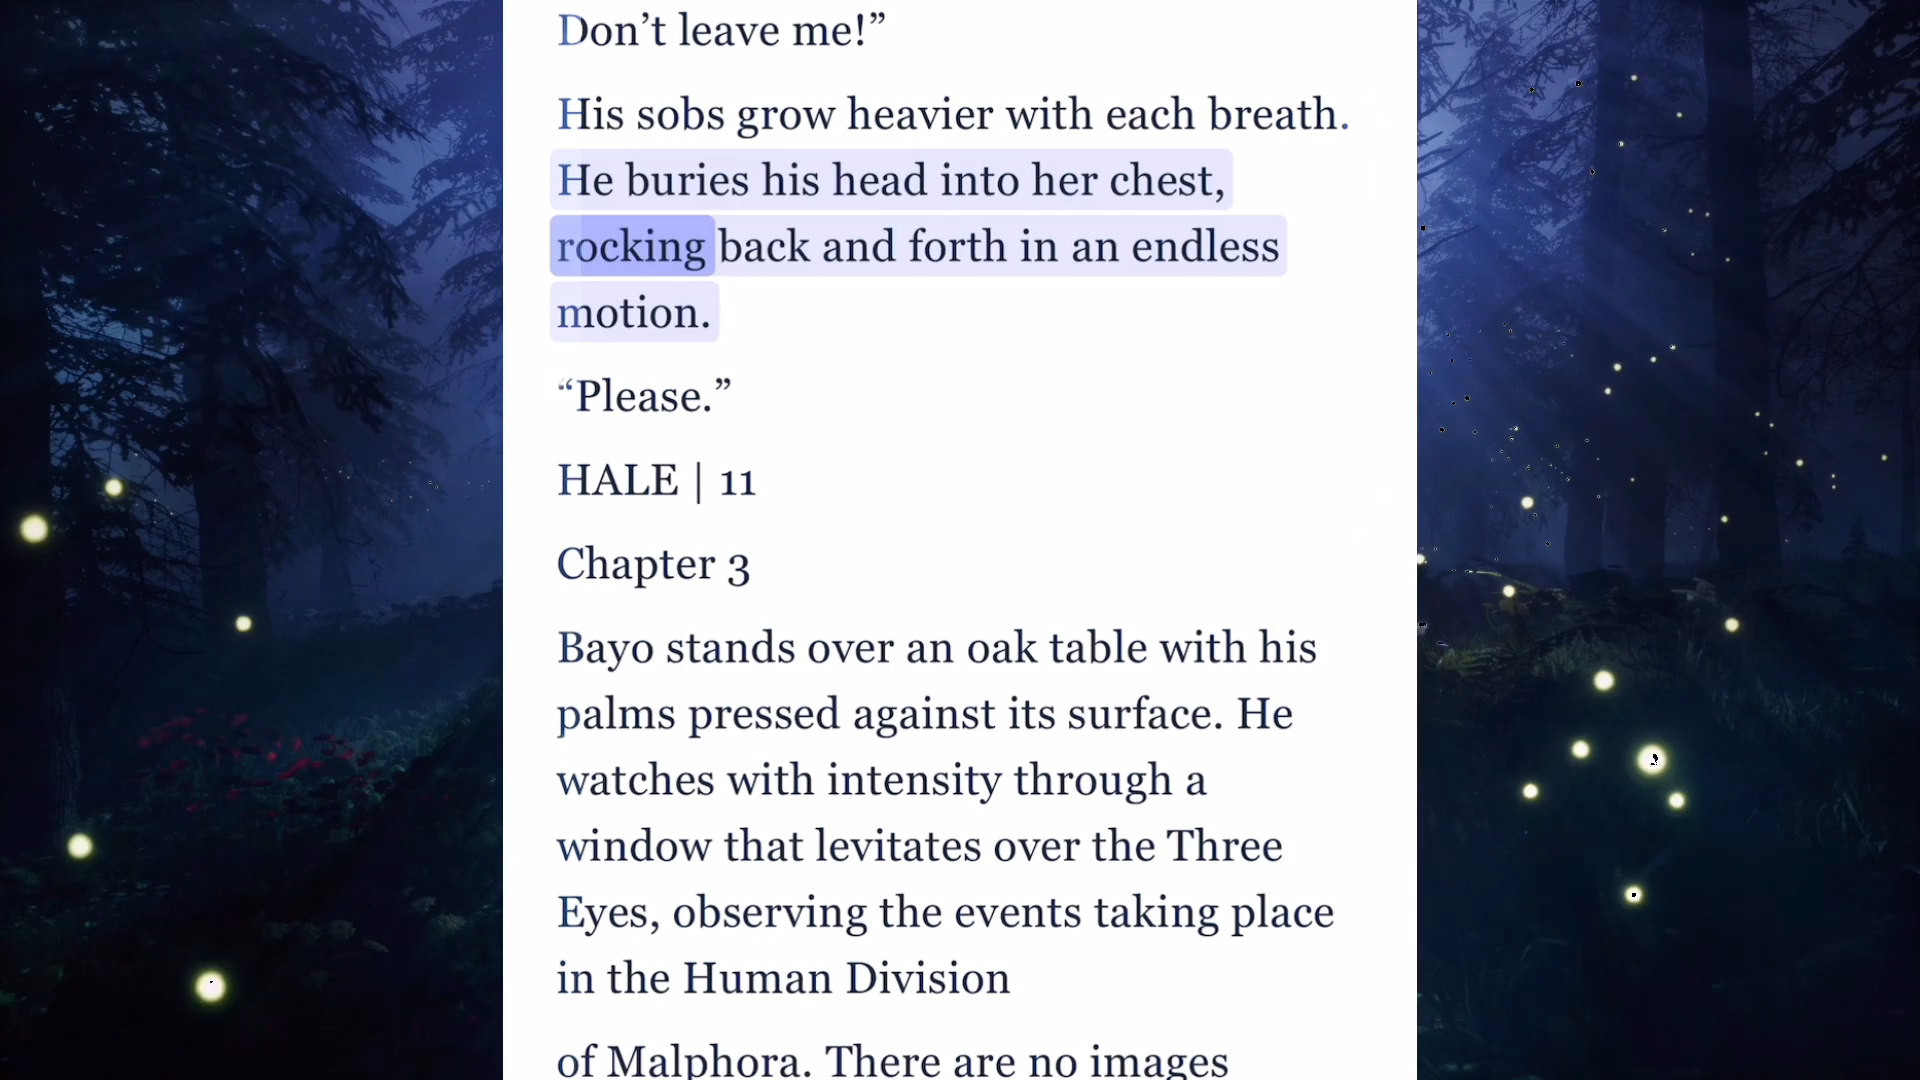 Don’t leave me!”
His sobs grow heavier with each breath.
He buries his head into her chest,
rocking back and forth in an endless
motion.
“Please.”
HALE | 11
Chapter 3
Bayo stands over an oak table with his
palms pressed against its surface. He
watches with intensity through a
window that levitates over the Three
Eyes, observing the events taking place
in the Human Division
of Malphora. There are no images